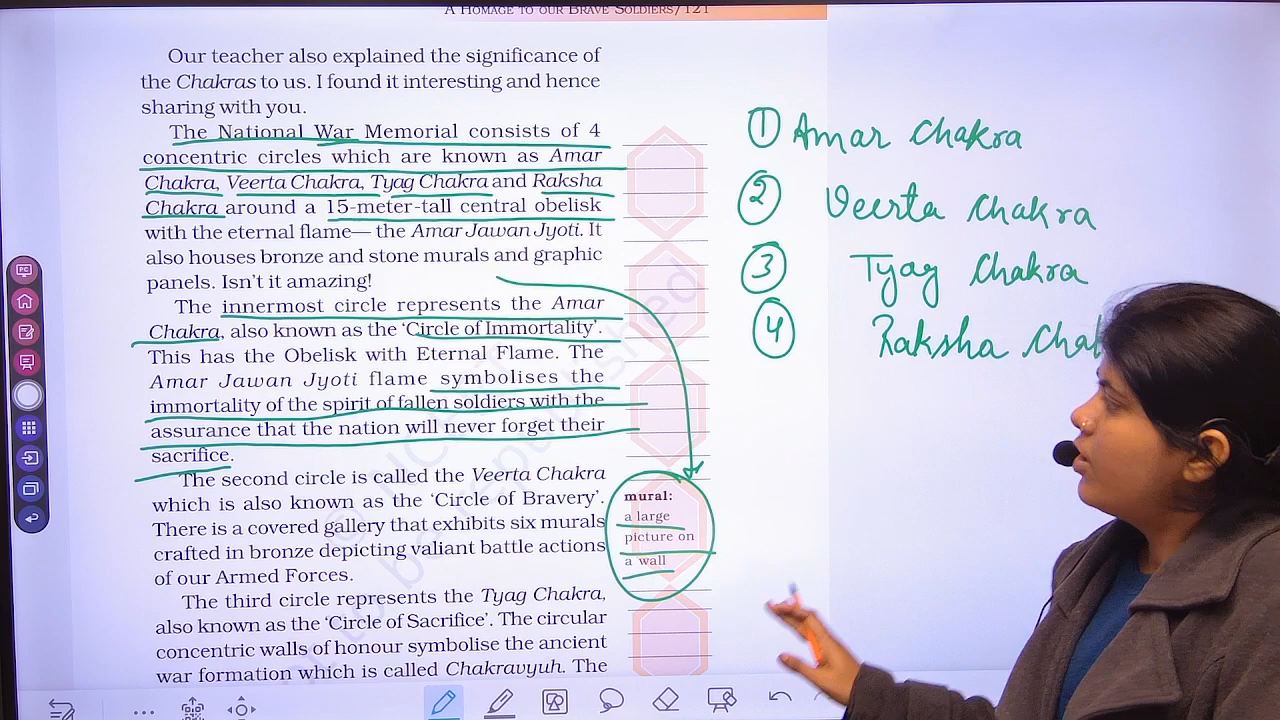 A HOMAGE TO OUR BRAVE SOLDIERS/121
Our teacher also explained the significance of
the Chakras to us. I found it interesting and hence
sharing with you.
The National War Memorial consists of 4
concentric circles which are known as Amar
Chakra, Veerta Chakra, Tyag Chakra and Raksha
Chakra around a 15-meter-tall central obelisk
with the eternal flame— the Amar Jawan Jyoti. It
also houses bronze and stone murals and graphic
panels. Isn't it amazing!
The innermost circle represents the Amar
Chakra, also known as the 'Circle of Immortality'.
This has the Obelisk with Eternal Flame. The
Amar Jawan Jyoti flame symbolises the
immortality of the spirit of fallen soldiers with the
assurance that the nation will never forget their
sacrifice.
The second circle is called the Veerta Chakra
which is also known as the 'Circle of Bravery'.
There is a covered gallery that exhibits six murals
crafted in bronze depicting valiant battle actions
of our Armed Forces.
The third circle represents the Tyag Chakra,
also known as the 'Circle of Sacrifice'. The circular
concentric walls of honour symbolise the ancient
war formation which is called Chakravyuh. The
mural:
a large
picture on
a wall
1 Amar Chakra
2 Veerta Chakra
3 Tyag Chakra
4 Raksha Chak